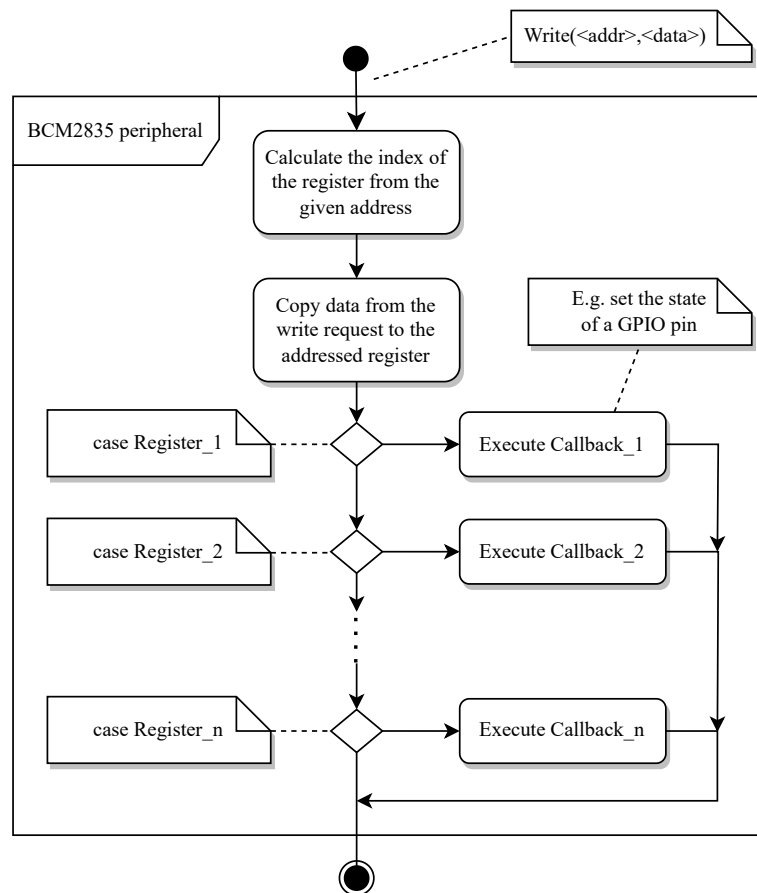 Write(<addr>,<data>)
BCM2835 peripheral
Calculate the index of
the register from the
given address
Copy data from the
write request to the
addressed register
E.g. set the state
of a GPIO pin
case Register_1
Execute Callback_1
case Register_2
Execute Callback_2
case Register_n
Execute Callback_n